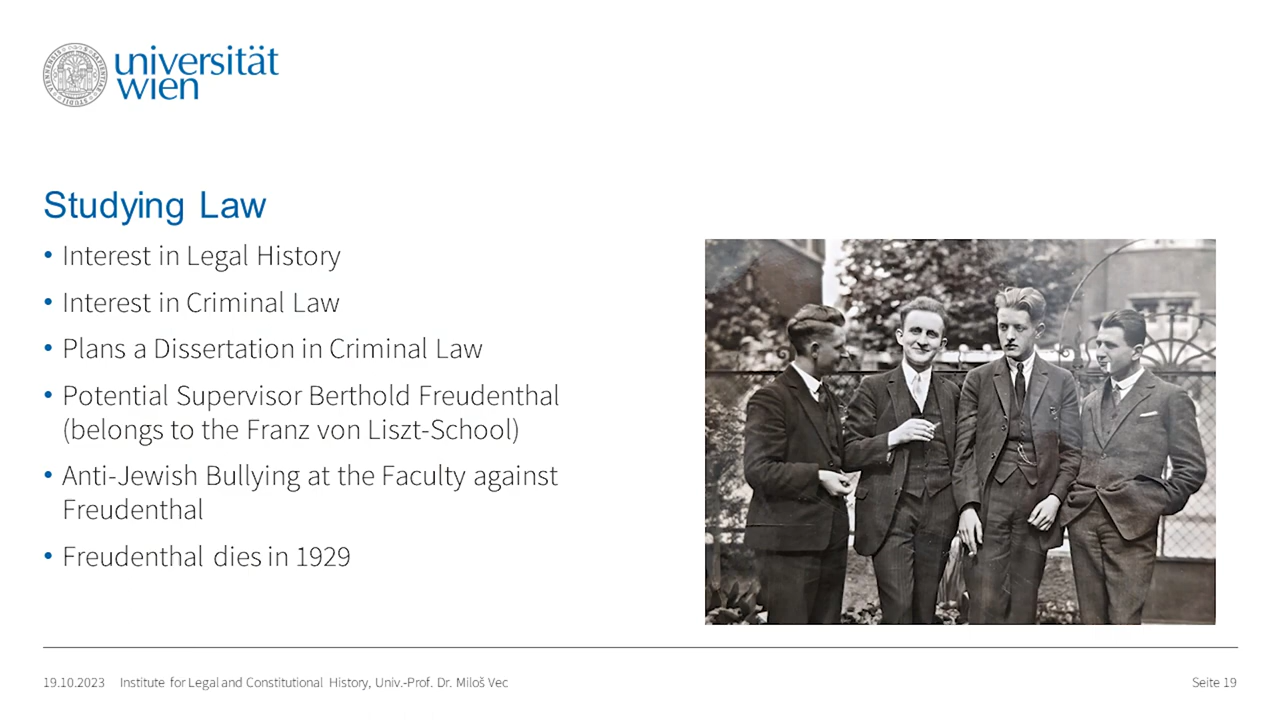 universität
wien
Studying Law
• Interest in Legal History
• Interest in Criminal Law
• Plans a Dissertation in Criminal Law
• Potential Supervisor Berthold Freudenthal
(belongs to the Franz von Liszt-School)
• Anti-Jewish Bullying at the Faculty against
Freudenthal
• Freudenthal dies in 1929
19.10.2023 Institute for Legal and Constitutional History, Univ.-Prof. Dr. Miloš Vec
Seite 19